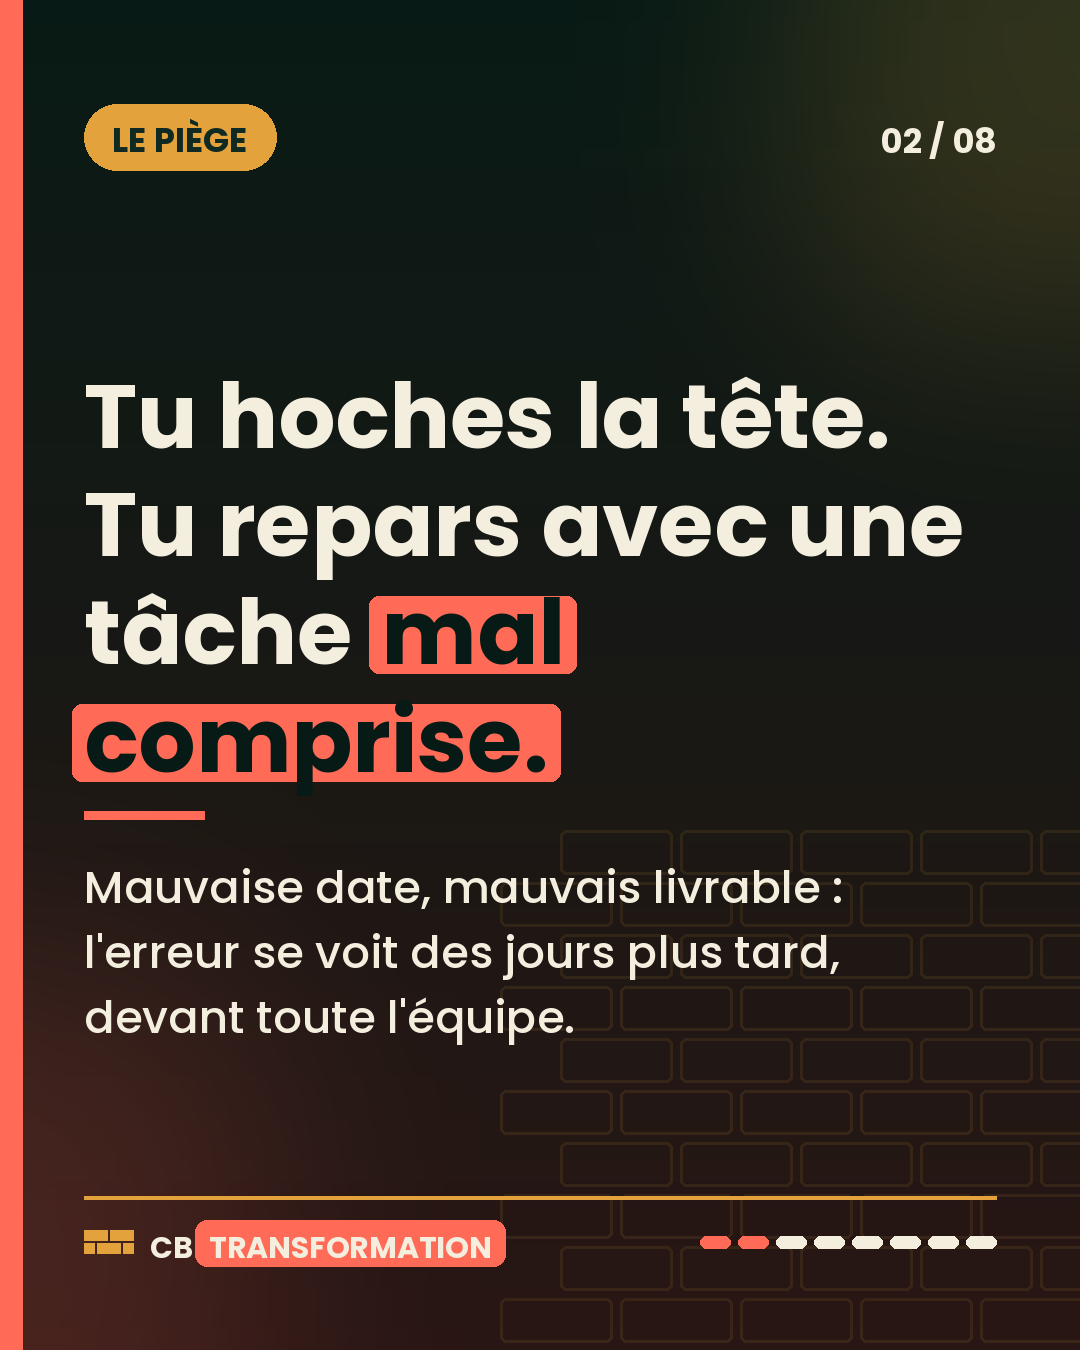 LE PIÈGE
02 / 08
Tu hoches la tête.
Tu repars avec une
tâche mal
comprise.
Mauvaise date, mauvais livrable :
l'erreur se voit des jours plus tard,
devant toute l'équipe.
CB TRANSFORMATION